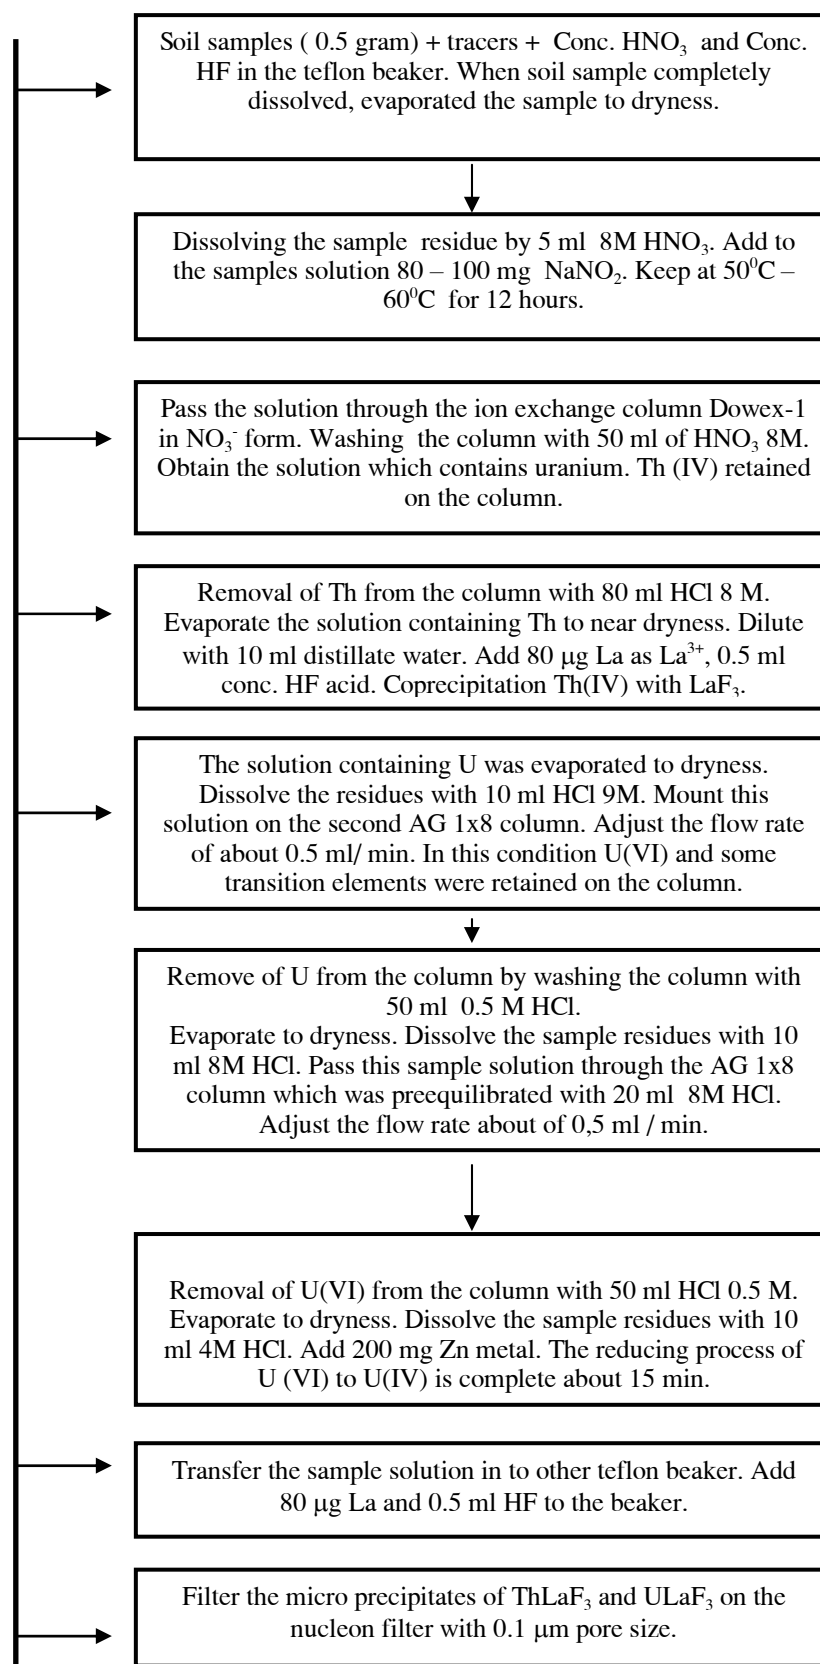 Soil samples ( 0.5 gram) + tracers + Conc. HNO₃ and Conc.
HF in the teflon beaker. When soil sample completely
dissolved, evaporated the sample to dryness.
Dissolving the sample residue by 5 ml 8M HNO₃. Add to
the samples solution 80 – 100 mg NaNO₂. Keep at 50⁰C –
60⁰C for 12 hours.
Pass the solution through the ion exchange column Dowex-1
in NO₃⁻ form. Washing the column with 50 ml of HNO₃ 8M.
Obtain the solution which contains uranium. Th (IV) retained
on the column.
Removal of Th from the column with 80 ml HCl 8 M.
Evaporate the solution containing Th to near dryness. Dilute
with 10 ml distillate water. Add 80 μg La as La³⁺, 0.5 ml
conc. HF acid. Coprecipitation Th(IV) with LaF₃.
The solution containing U was evaporated to dryness.
Dissolve the residues with 10 ml HCl 9M. Mount this
solution on the second AG 1x8 column. Adjust the flow rate
of about 0.5 ml/ min. In this condition U(VI) and some
transition elements were retained on the column.
Remove of U from the column by washing the column with
50 ml 0.5 M HCl.
Evaporate to dryness. Dissolve the sample residues with 10
ml 8M HCl. Pass this sample solution through the AG 1x8
column which was preequilibrated with 20 ml 8M HCl.
Adjust the flow rate about of 0,5 ml / min.
Removal of U(VI) from the column with 50 ml HCl 0.5 M.
Evaporate to dryness. Dissolve the sample residues with 10
ml 4M HCl. Add 200 mg Zn metal. The reducing process of
U (VI) to U(IV) is complete about 15 min.
Transfer the sample solution in to other teflon beaker. Add
80 μg La and 0.5 ml HF to the beaker.
Filter the micro precipitates of ThLaF₃ and ULaF₃ on the
nucleon filter with 0.1 μm pore size.